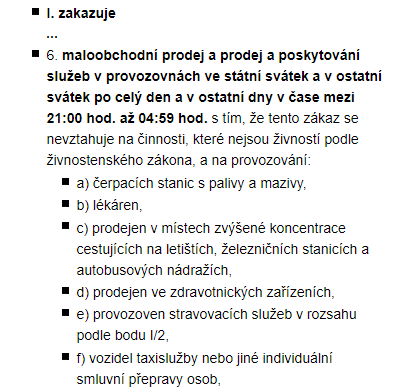 I. zakazuje
...
6. maloobchodní prodej a prodej a poskytování
služeb v provozovnách ve státní svátek a v ostatní
svátek po celý den a v ostatní dny v čase mezi
21:00 hod. až 04:59 hod. s tím, že tento zákaz se
nevztahuje na činnosti, které nejsou živností podle
živnostenského zákona, a na provozování:
a) čerpacích stanic s palivy a mazivy,
b) lékáren,
c) prodejen v místech zvýšené koncentrace
cestujících na letištích, železničních stanicích a
autobusových nádražích,
d) prodejen ve zdravotnických zařízeních,
e) provozoven stravovacích služeb v rozsahu
podle bodu I/2,
f) vozidel taxislužby nebo jiné individuální
smluvní přepravy osob,